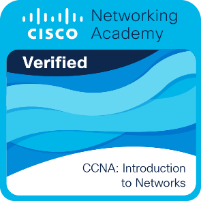 CISCO
Networking
Academy
Verified
CCNA: Introduction
to Networks